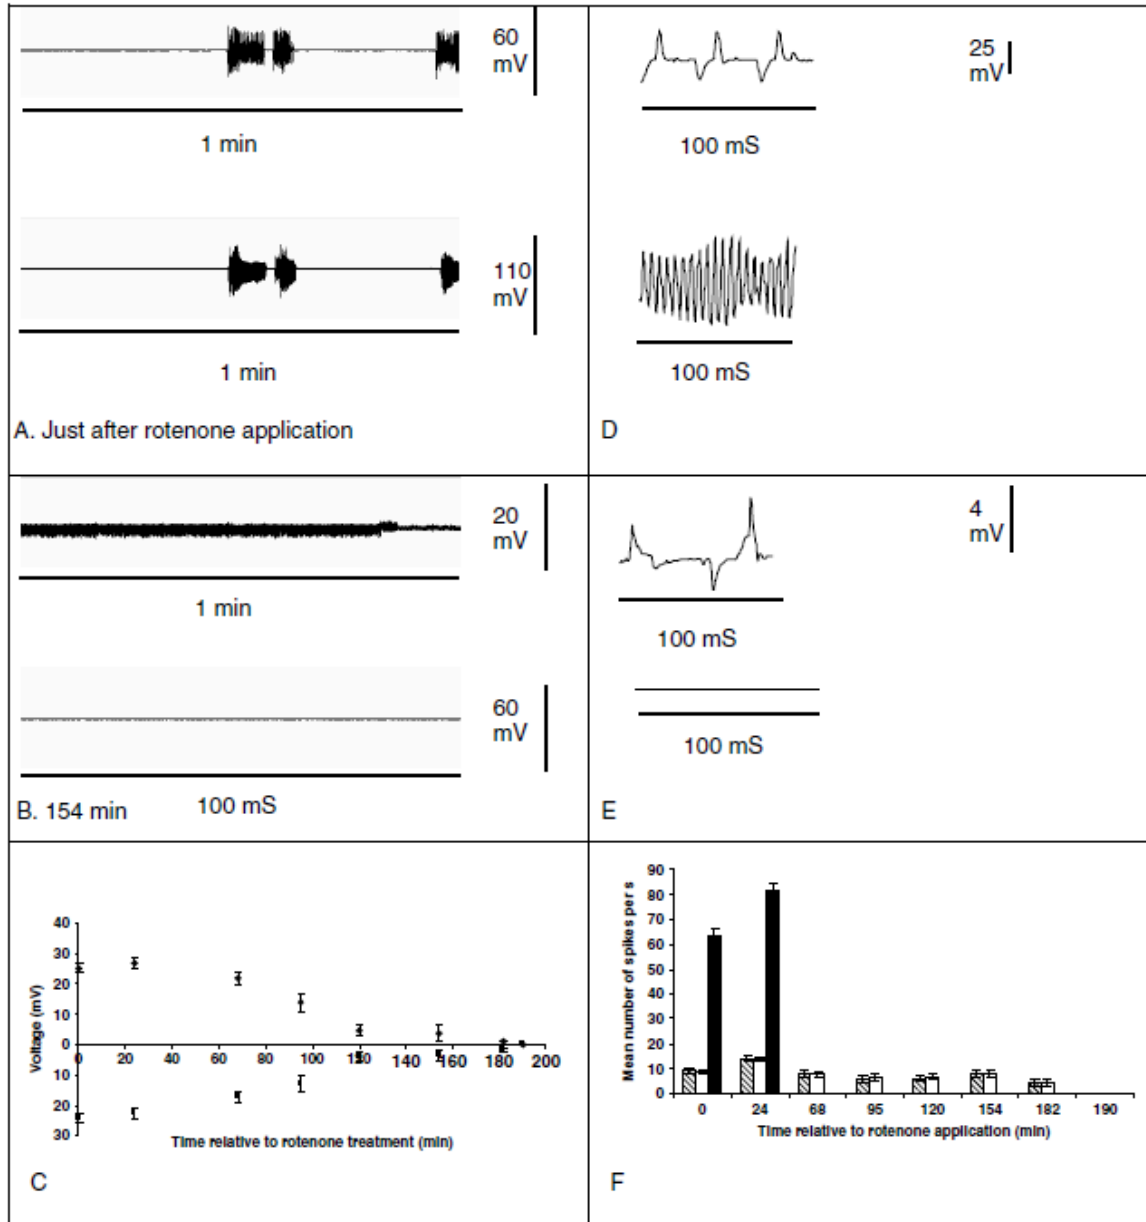 60
mV
1 min
110
mV
1 min
A. Just after rotenone application
25
mV
100 mS
100 mS
D
20
mV
1 min
60
mV
B. 154 min
100 mS
4
mV
100 mS
100 mS
E
40
30
20
10
0
10
20
30
Voltage (mV)
0 20 40 60 80 100 120 140 160 180 200
Time relative to rotenone treatment (min)
C
90
80
70
60
50
40
30
20
10
0
Mean number of spikes per s
0 24 68 95 120 154 182 190
Time relative to rotenone application (min)
F